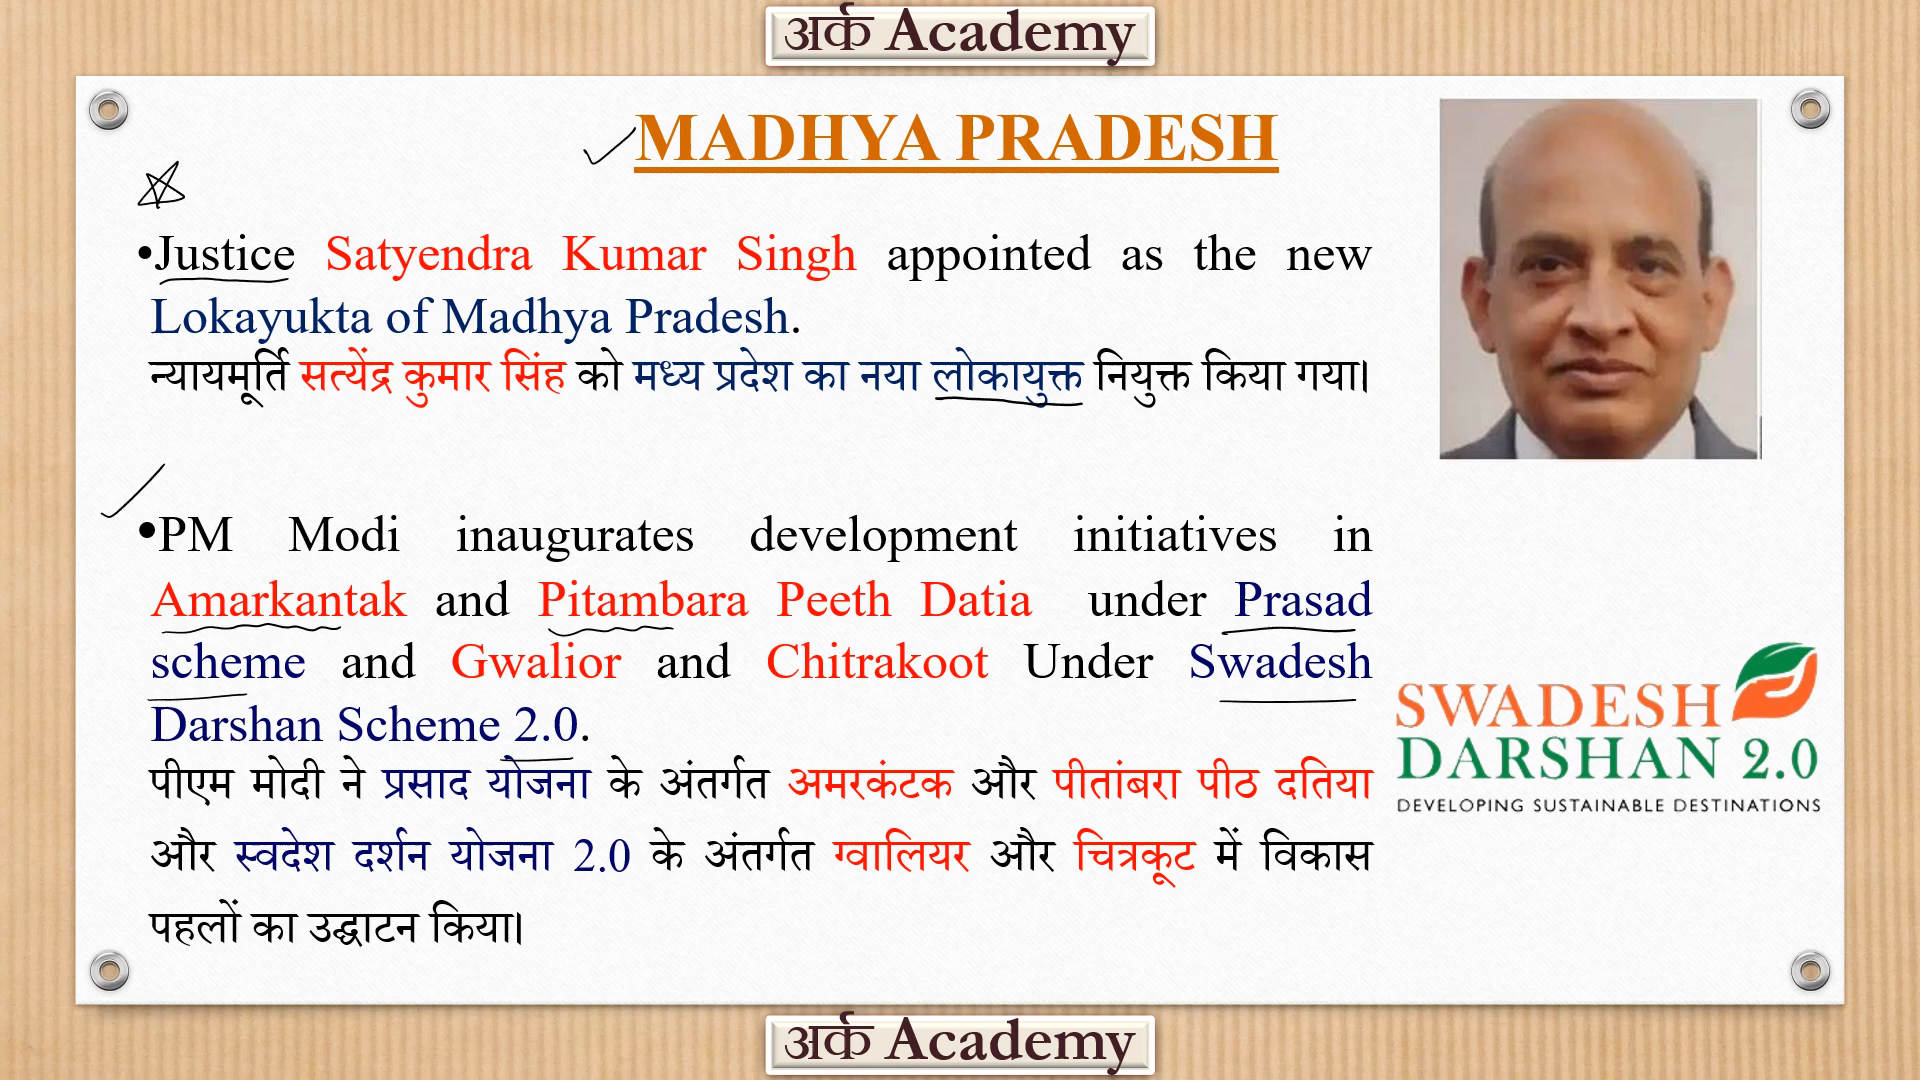 अर्क Academy
MADHYA PRADESH
•Justice Satyendra Kumar Singh appointed as the new
Lokayukta of Madhya Pradesh.
न्यायमूर्ति सत्येंद्र कुमार सिंह को मध्य प्रदेश का नया लोकायुक्त नियुक्त किया गया।
•PM Modi inaugurates development initiatives in
Amarkantak and Pitambara Peeth Datia under Prasad
scheme and Gwalior and Chitrakoot Under Swadesh
Darshan Scheme 2.0.
पीएम मोदी ने प्रसाद योजना के अंतर्गत अमरकंटक और पीतांबरा पीठ दतिया
और स्वदेश दर्शन योजना 2.0 के अंतर्गत ग्वालियर और चित्रकूट में विकास
पहलों का उद्घाटन किया।
SWADESH
DARSHAN 2.0
DEVELOPING SUSTAINABLE DESTINATIONS
अर्क Academy